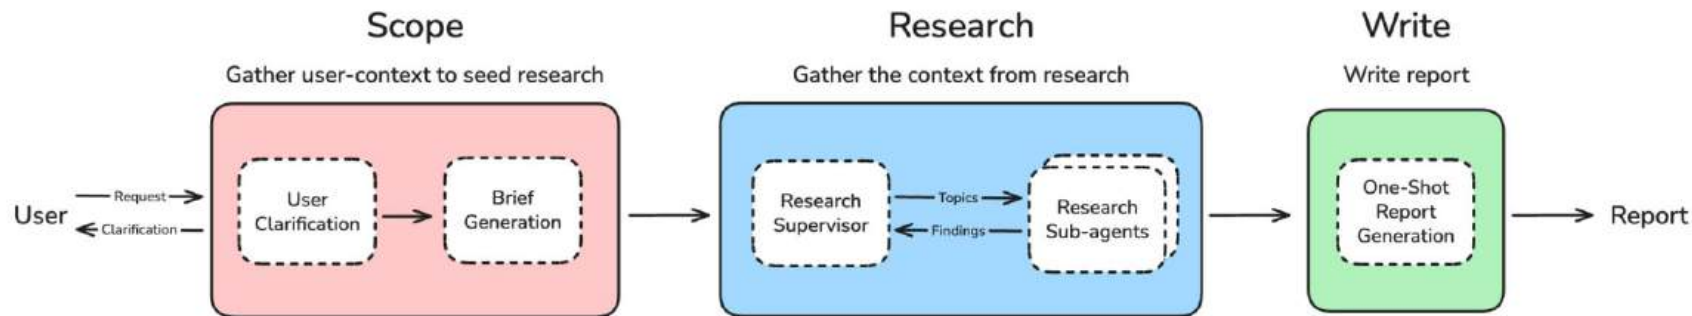 Scope
Gather user-context to seed research
Research
Gather the context from research
Write
Write report
User
Request
Clarification
User
Clarification
Brief
Generation
Research
Supervisor
Topics
Findings
Research
Sub-agents
One-Shot
Report
Generation
Report